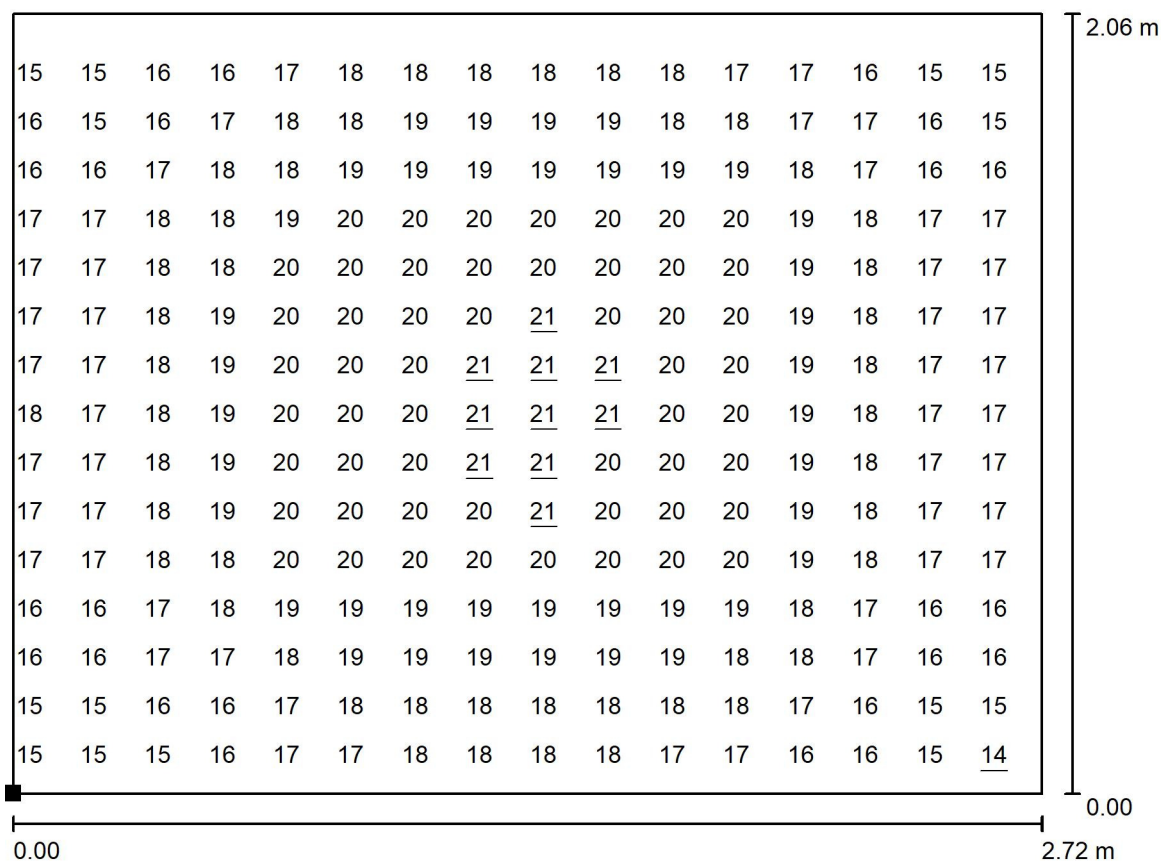 2.06 m
15 15 16 16 17 18 18 18 18 18 18 17 17 16 15 15
16 15 16 17 18 18 19 19 19 19 18 18 17 17 16 15
16 16 17 18 18 19 19 19 19 19 19 19 18 17 16 16
17 17 18 18 19 20 20 20 20 20 20 20 19 18 17 17
17 17 18 18 20 20 20 20 20 20 20 20 19 18 17 17
17 17 18 19 20 20 20 20 21 20 20 20 19 18 17 17
17 17 18 19 20 20 20 21 21 21 20 20 19 18 17 17
18 17 18 19 20 20 20 21 21 21 20 20 19 18 17 17
17 17 18 19 20 20 20 21 21 20 20 20 19 18 17 17
17 17 18 19 20 20 20 20 21 20 20 20 19 18 17 17
17 17 18 18 20 20 20 20 20 20 20 20 19 18 17 17
16 16 17 18 19 19 19 19 19 19 19 19 18 17 16 16
16 16 17 17 18 19 19 19 19 19 19 18 18 17 16 16
15 15 16 16 17 18 18 18 18 18 18 18 17 16 15 15
15 15 15 16 17 17 18 18 18 18 17 17 16 16 15 14
0.00
0.00 2.72 m